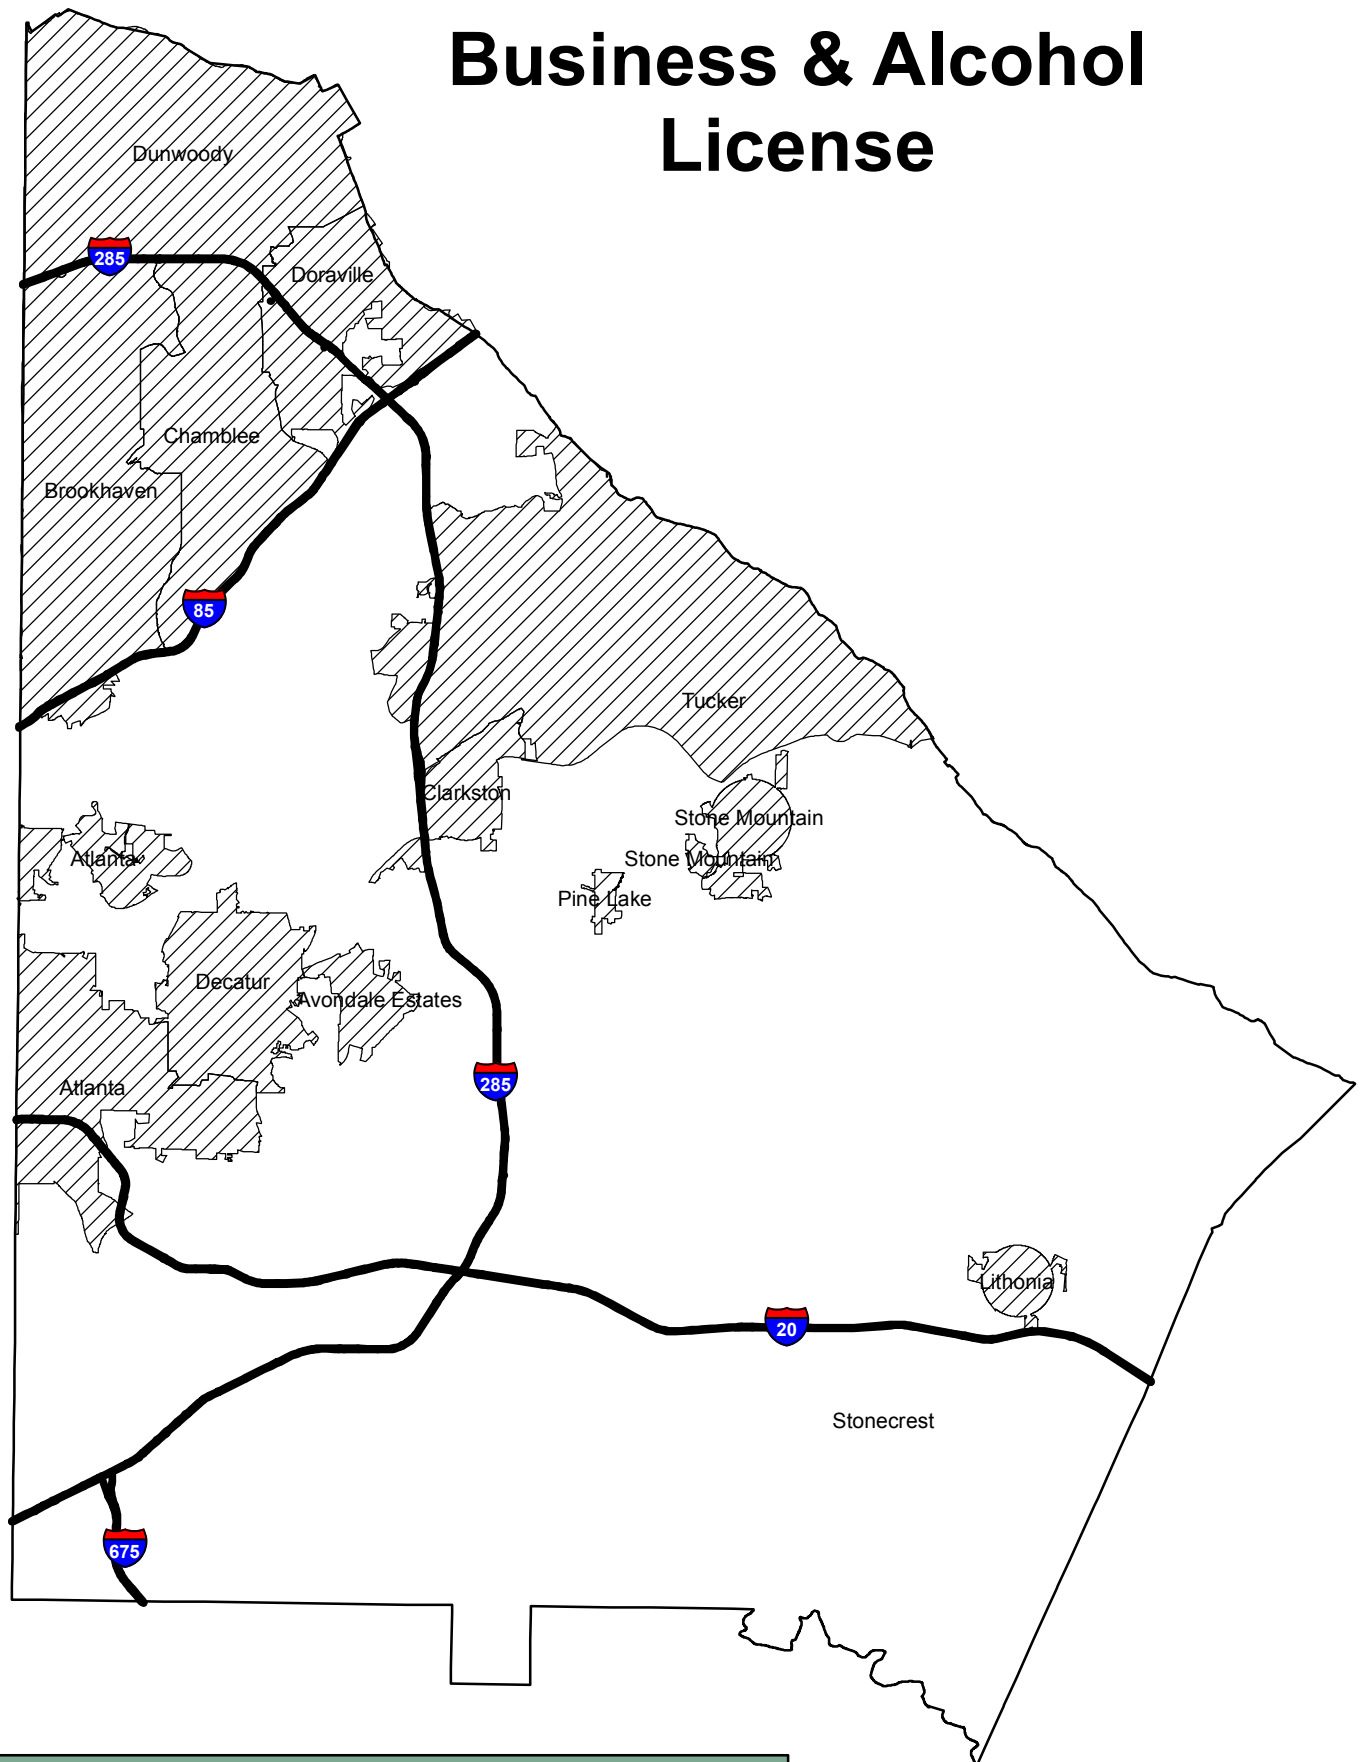 Business & Alcohol
License
Dunwoody
285
Doraville
Chamblee
Brookhaven
85
Tucker
Clarkston
Stone Mountain
Atlanta
Stone Mountain
Pine Lake
Decatur
Avondale Estates
Atlanta
285
Lithonia
20
Stonecrest
675